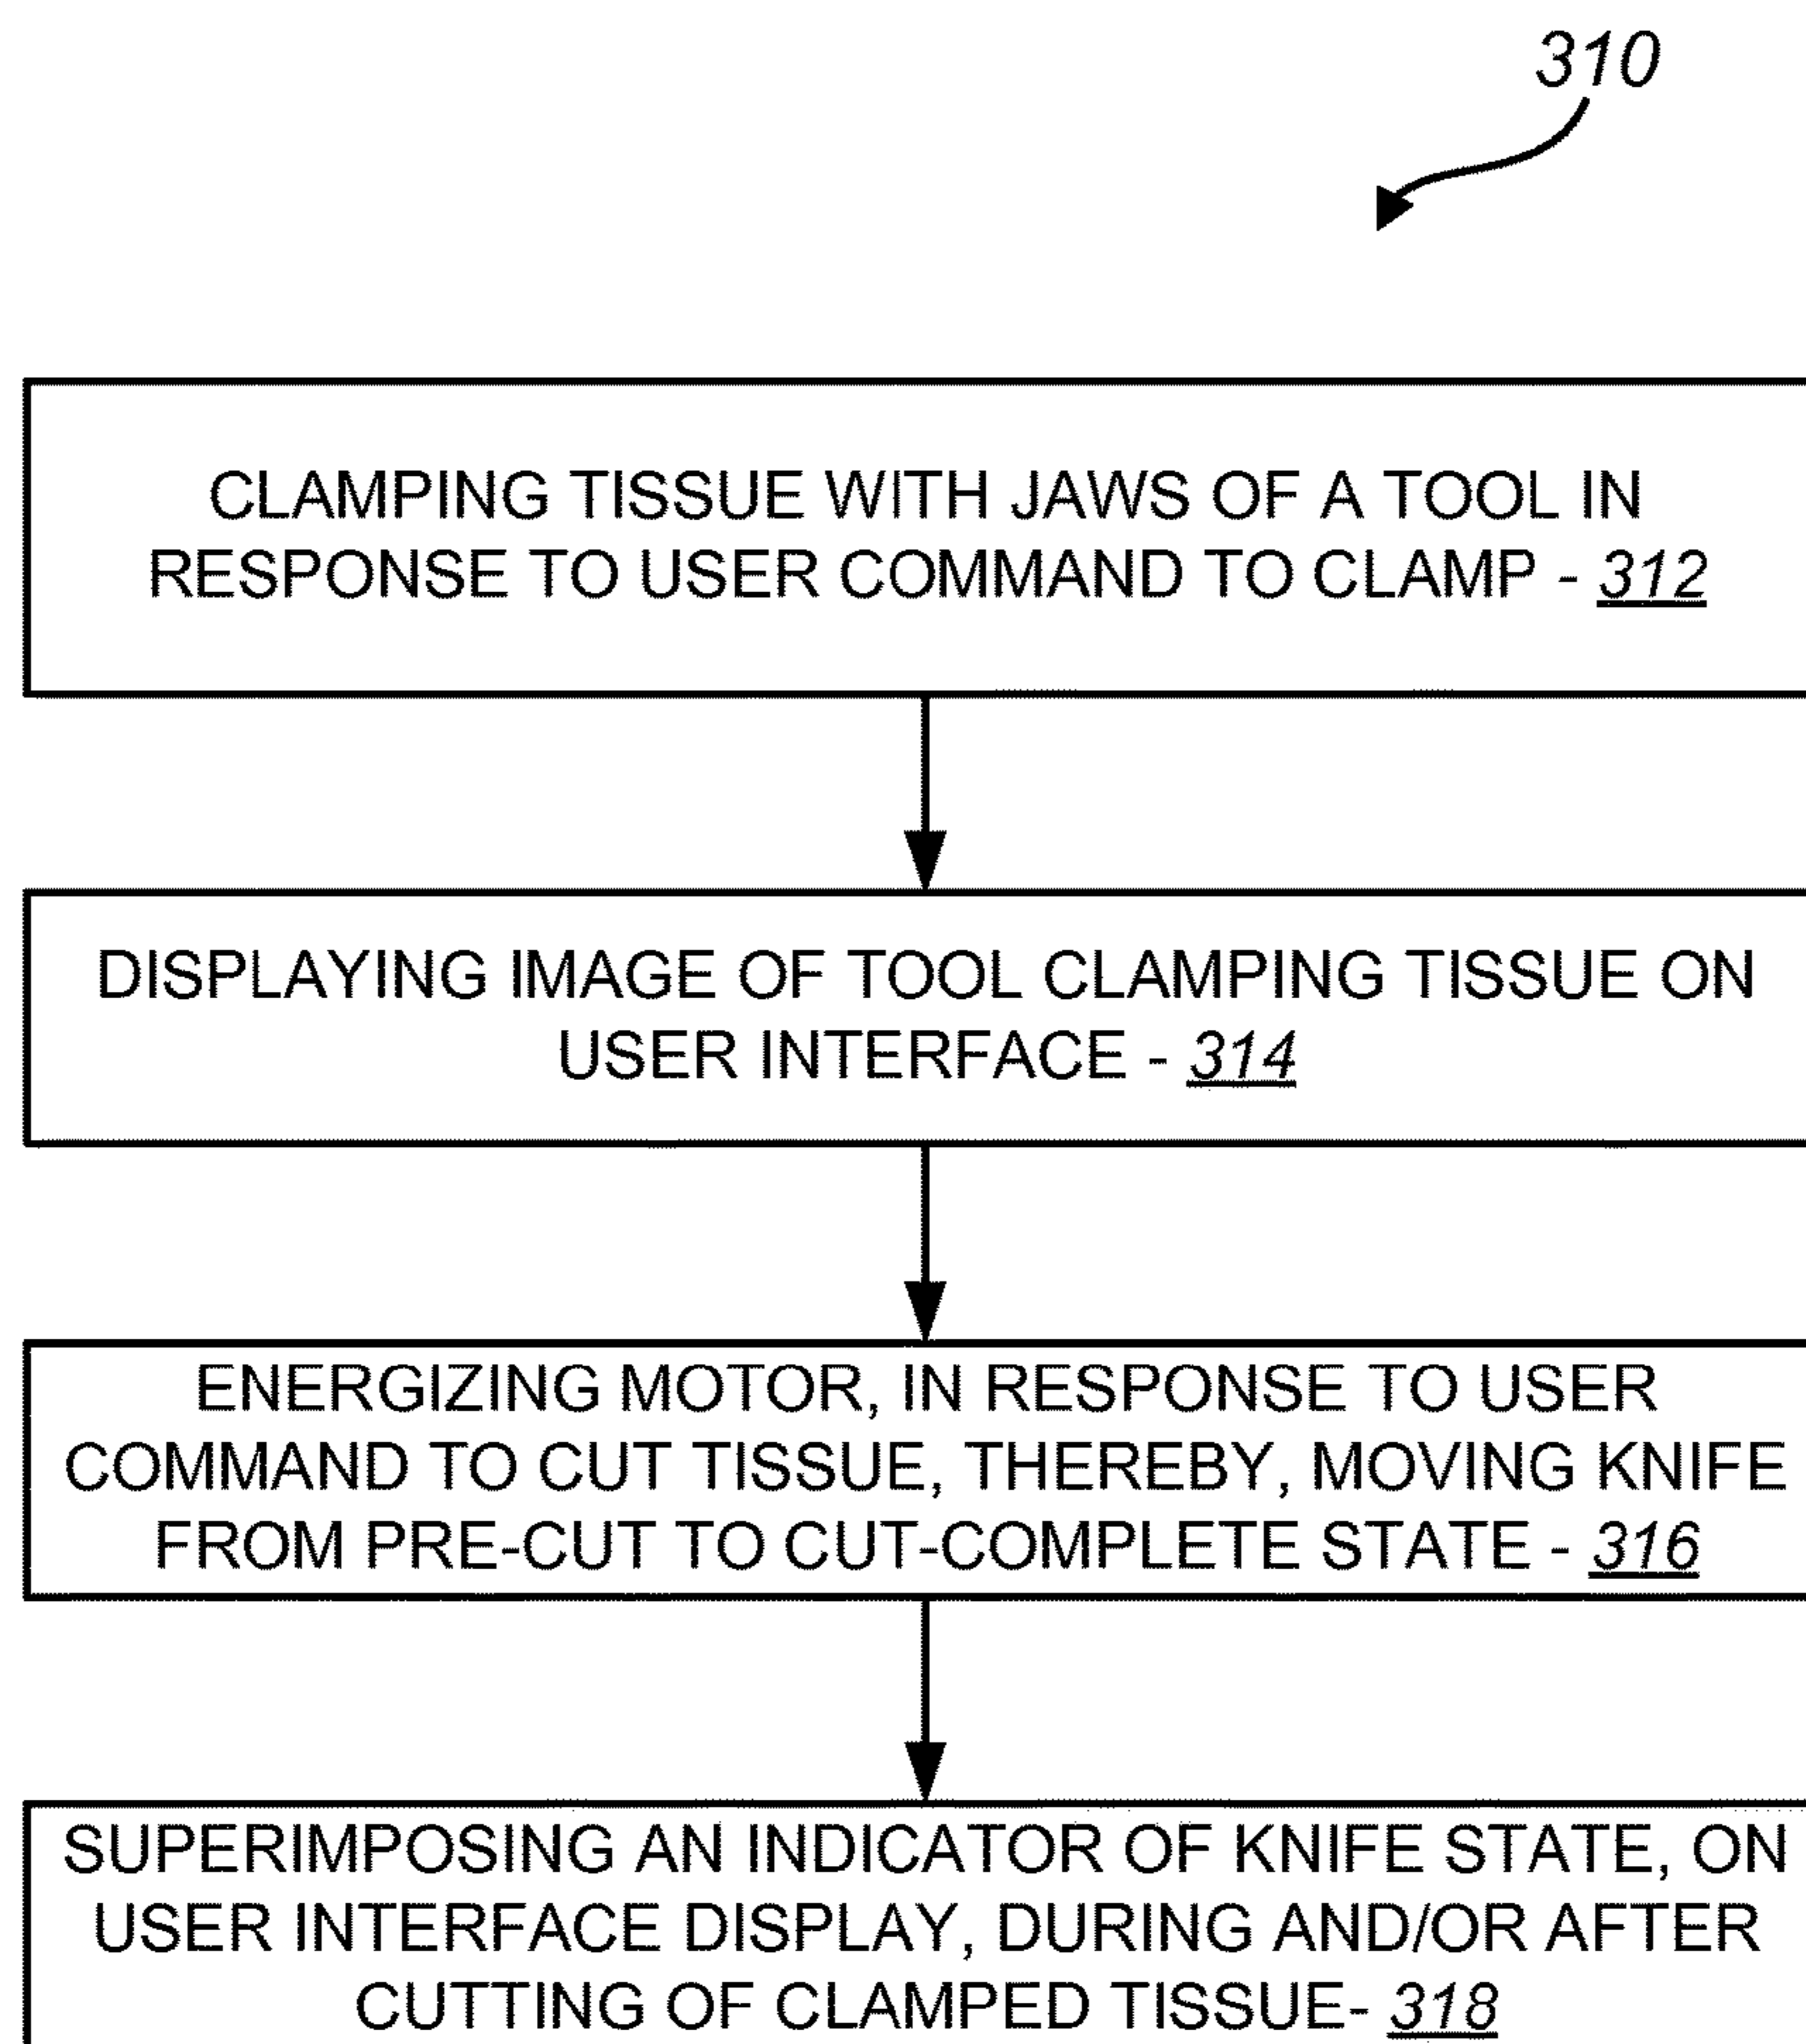 310
CLAMPING TISSUE WITH JAWS OF A TOOL IN
RESPONSE TO USER COMMAND TO CLAMP - 312
DISPLAYING IMAGE OF TOOL CLAMPING TISSUE ON
USER INTERFACE - 314
ENERGIZING MOTOR, IN RESPONSE TO USER
COMMAND TO CUT TISSUE, THEREBY, MOVING KNIFE
FROM PRE-CUT TO CUT-COMPLETE STATE - 316
SUPERIMPOSING AN INDICATOR OF KNIFE STATE, ON
USER INTERFACE DISPLAY, DURING AND/OR AFTER
CUTTING OF CLAMPED TISSUE- 318